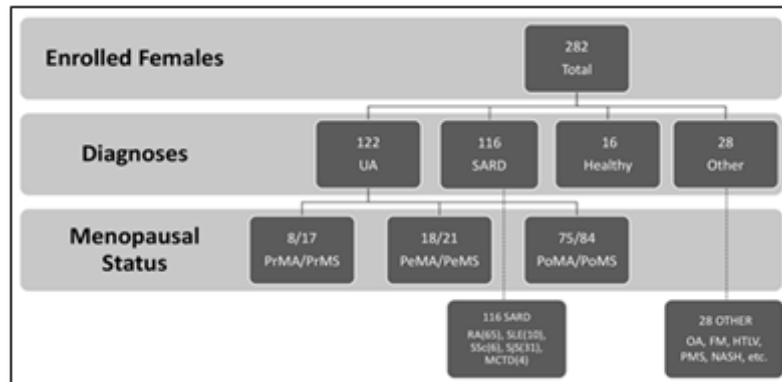 Enrolled Females
282
Total
Diagnoses
122
UA
116
SARD
16
Healthy
28
Other
Menopausal
Status
8/17
PrMA/PrMS
18/21
PeMA/PeMS
75/84
PoMA/PoMS
116 SARD
RA(65), SLE(10),
SSc(6), SjS(31),
MCTD(4)
28 OTHER
OA, FM, HTLV,
PMS, NASH, etc.